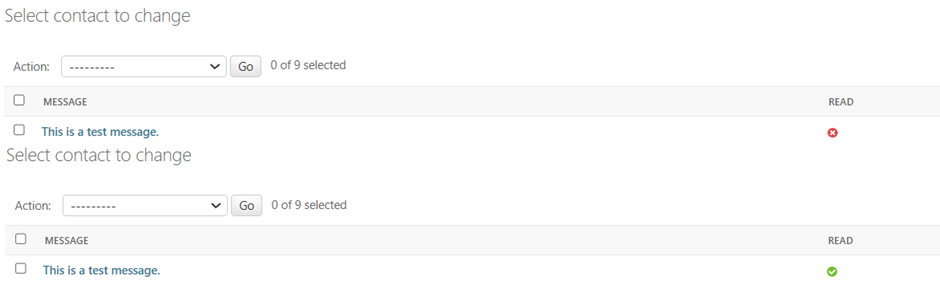 Select contact to change
Action: --------- Go 0 of 9 selected
MESSAGE READ
This is a test message.
Select contact to change
Action: --------- Go 0 of 9 selected
MESSAGE READ
This is a test message.